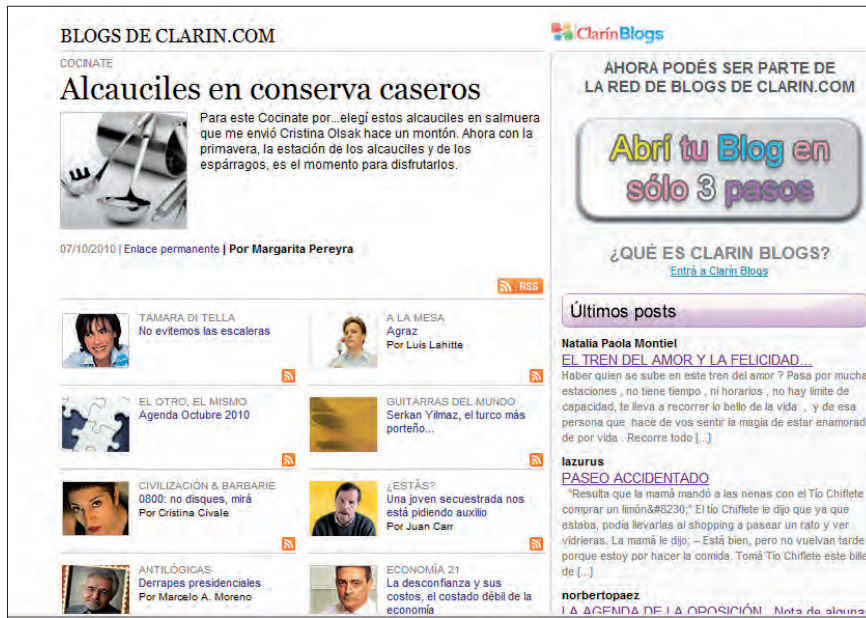 BLOGS DE CLARIN.COM
COCINATE
Alcauciles en conserva caseros
Para este Cocinate por...elegí estos alcauciles en salmuera
que me envió Cristina Olsak hace un montón. Ahora con la
primavera, la estación de los alcauciles y de los
espárragos, es el momento para disfrutarlos.
07/10/2010 | Enlace permanente | Por Margarita Pereyra
RSS
TAMARA DI TELLA
No evitemos las escaleras
A LA MESA
Agraz
Por Luis Lahitte
EL OTRO, EL MISMO
Agenda Octubre 2010
GUITARRAS DEL MUNDO
Serkan Yilmaz, el turco más
porteño...
CIVILIZACIÓN & BARBARIE
0800: no disques, mirá
Por Cristina Civale
¿ESTÁS?
Una joven secuestrada nos
está pidiendo auxilio
Por Juan Carr
ANTILÓGICAS
Derrapes presidenciales
Por Marcelo A. Moreno
ECONOMÍA 21
La desconfianza y sus
costos, el costado débil de la
economía
ClarínBlogs
AHORA PODÉS SER PARTE DE
LA RED DE BLOGS DE CLARIN.COM
Abrí tu Blog en
sólo 3 pasos
¿QUÉ ES CLARIN BLOGS?
Entrá a Clarín Blogs
Últimos posts
Natalia Paola Montiel
EL TREN DEL AMOR Y LA FELICIDAD...
Haber quien se sube en este tren del amor ? Pasa por mucha
estaciones , no tiene tiempo , ni horarios , no hay limite de
capacidad, te lleva a recorrer lo bello de la vida , y de esa
persona que hace de vos sentir la magia de estar enamorad
de por vida . Recorre todo [...]
lazurus
PASEO ACCIDENTADO
"Resulta que la mamá mandó a las nenas con el Tío Chiflete
comprar un limón&#8230;" El tío Chiflete le dijo que ya que
estaba, podía llevarlas al shopping a pasear un rato y ver
vidrieras. La mamá le dijo: – Está bien, pero no vuelvan tarde
porque estoy por hacer la comida. Tomá Tío Chiflete este bille
de [...]
norbertopaez
LA AGENDA DE LA OPOSICIÓN. Nota de alguna